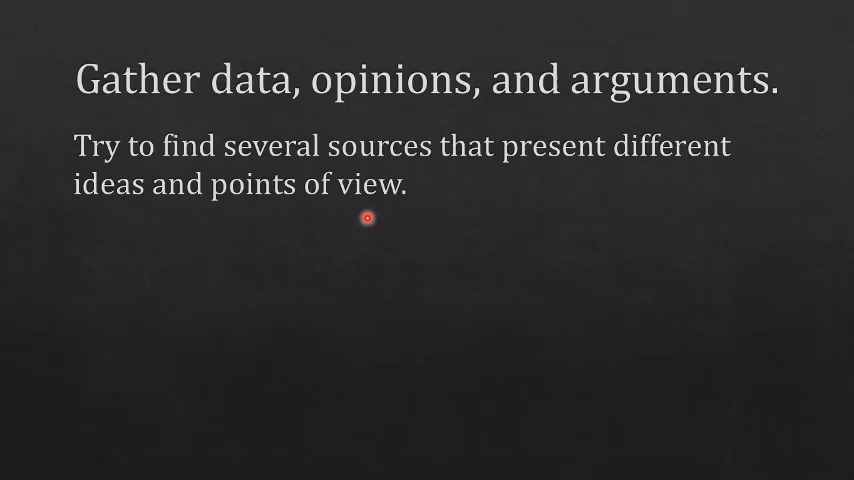 Gather data, opinions, and arguments.
Try to find several sources that present different
ideas and points of view.